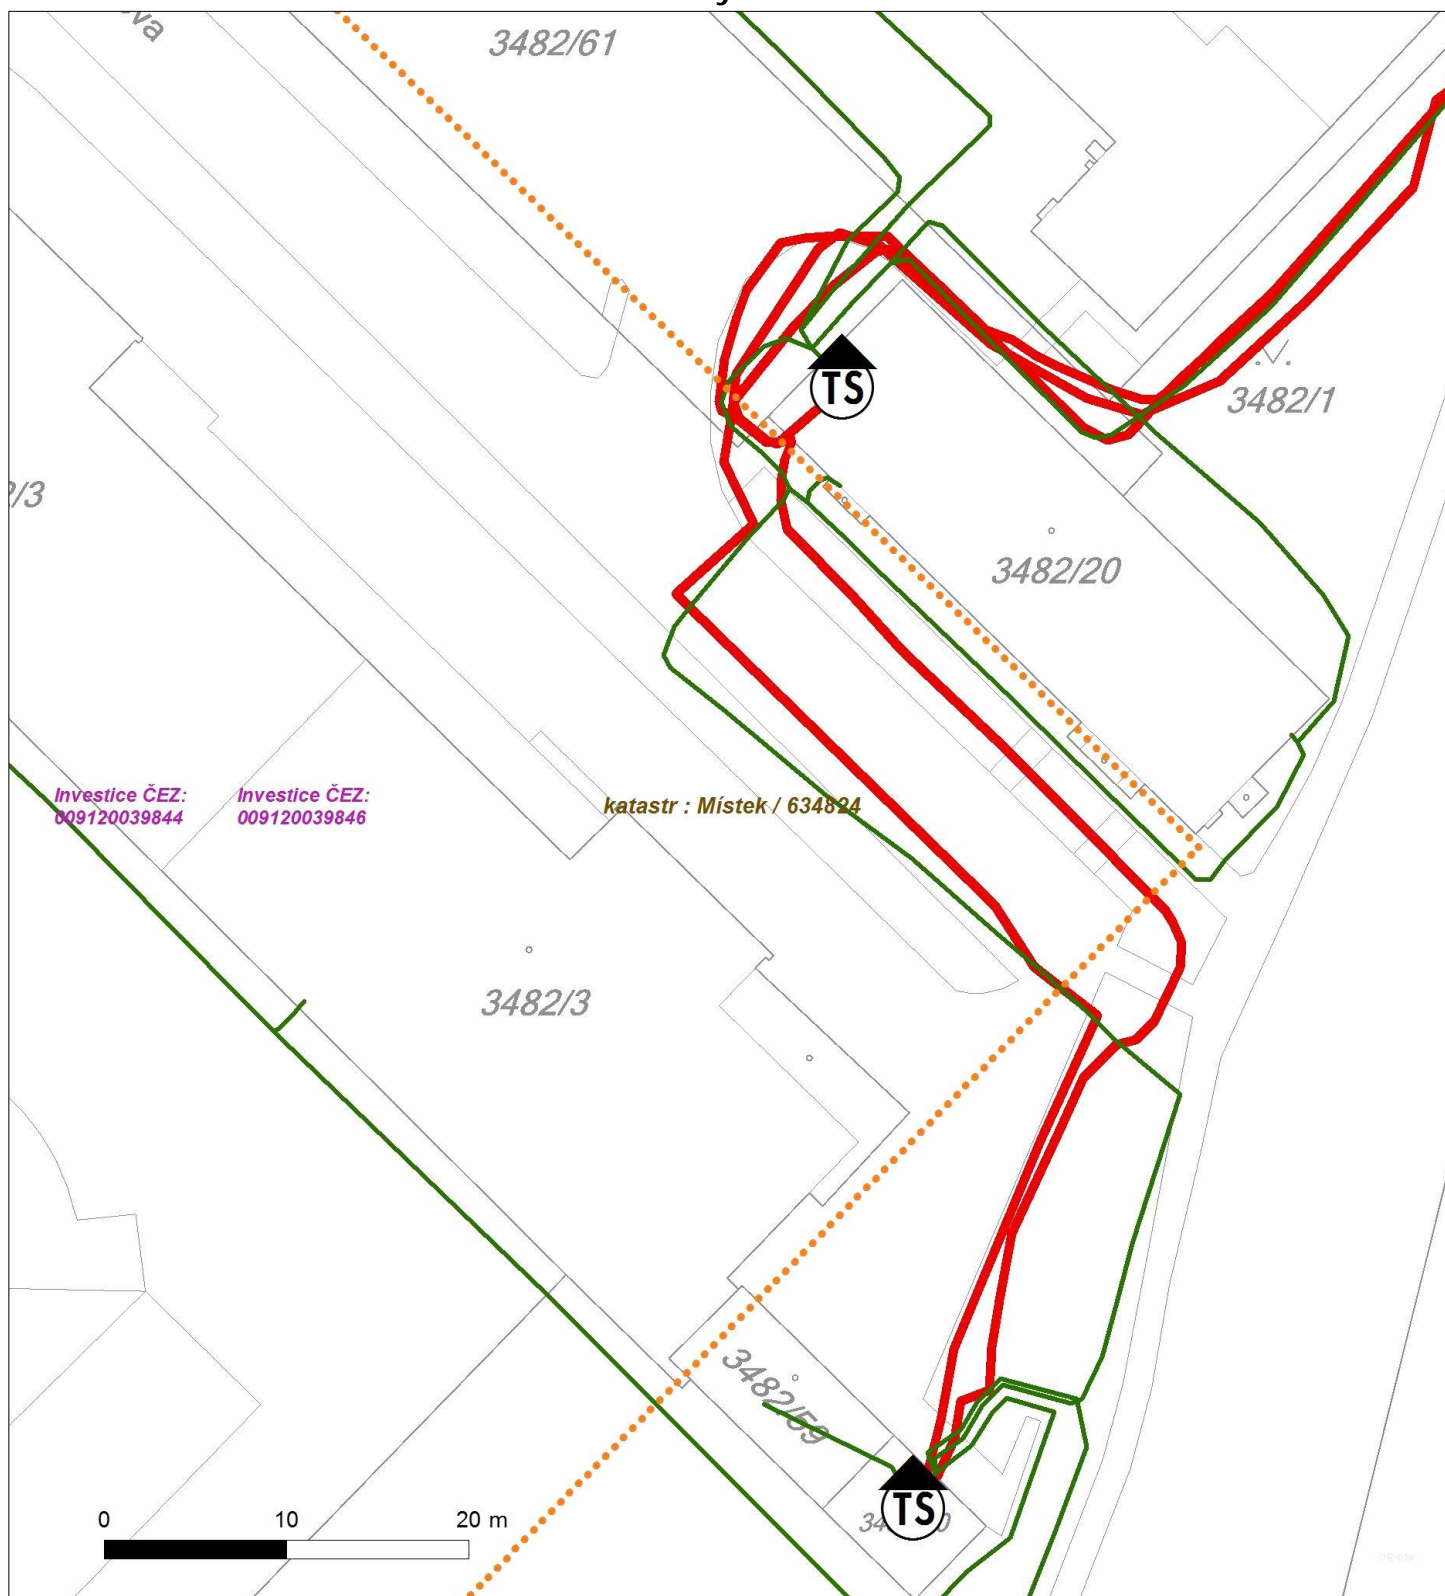 3482/61
TS
3482/1
3482/20
Investice ČEZ:
009120039844
Investice ČEZ:
009120039846
katastr : Místek / 634824
3482/3
3482/59
TS
0 10 20 m